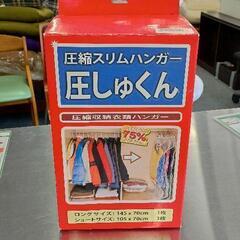 圧縮スリムハンガー
圧しゅくん
圧縮収納衣類ハンガー
75%
ロングサイズ:145×70cm 1枚
ショートサイズ:105×70cm